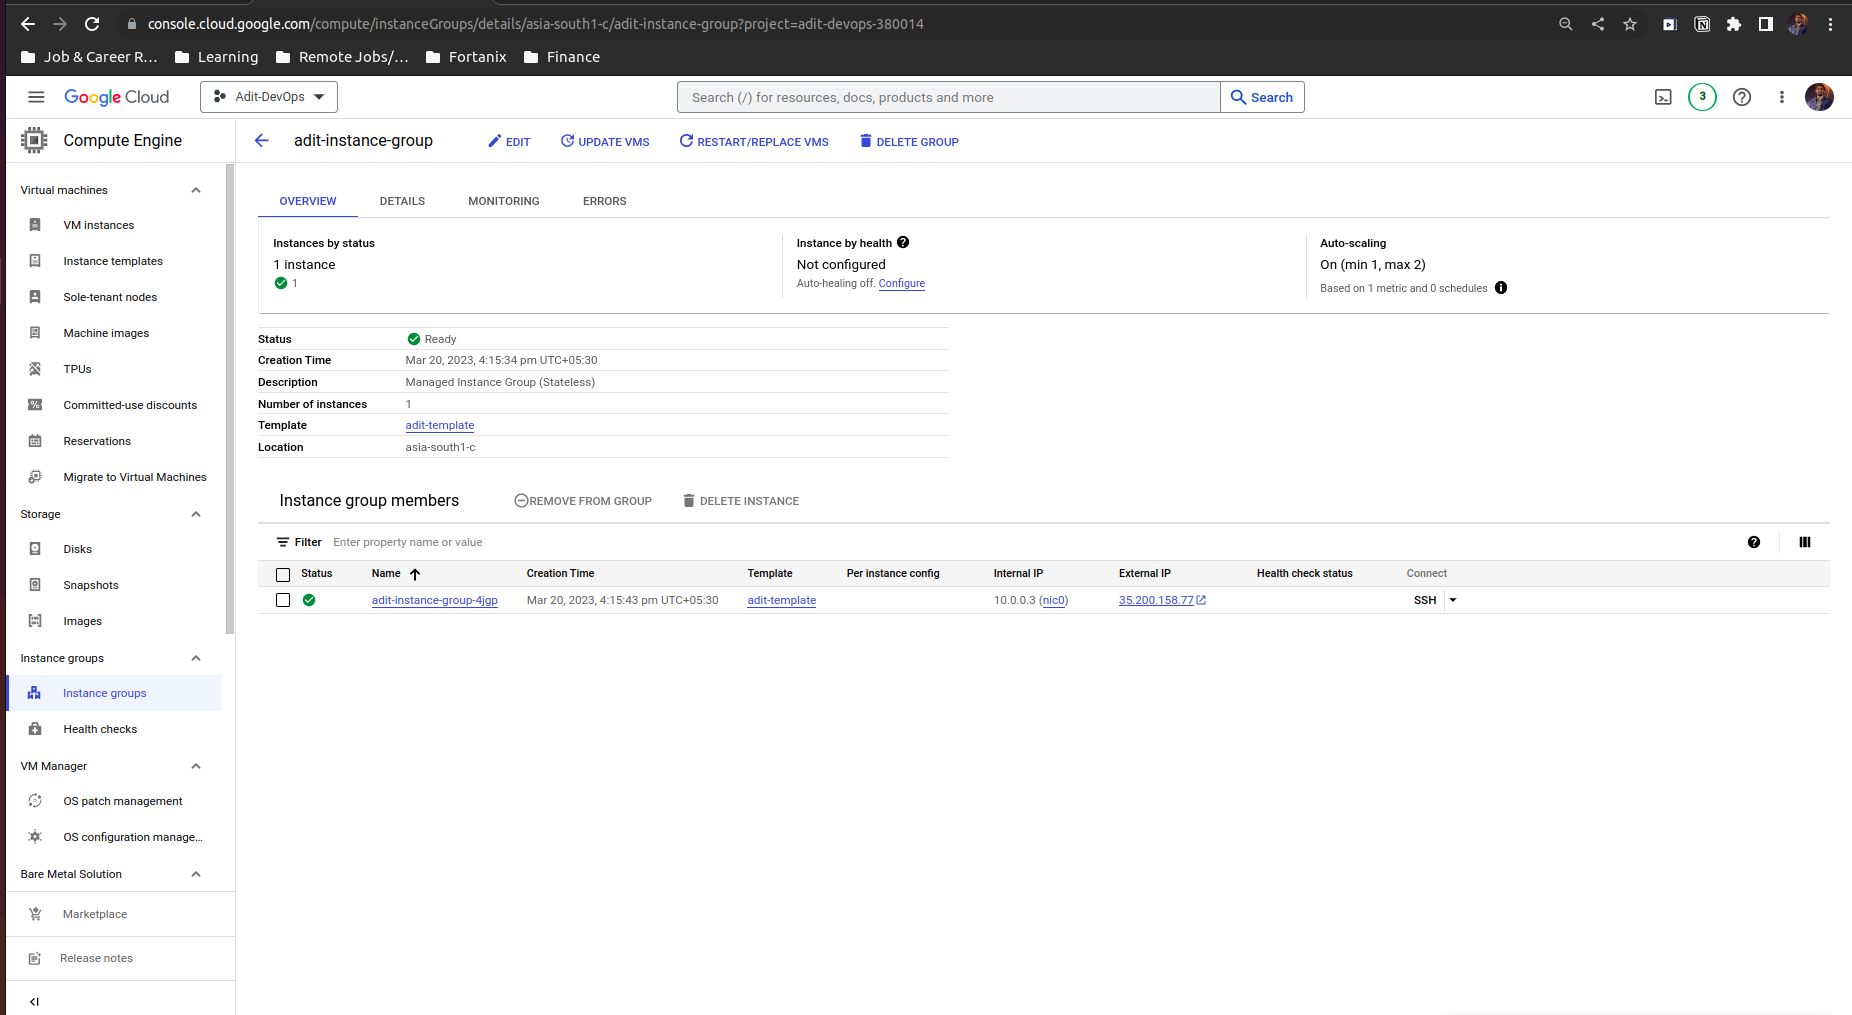 console.cloud.google.com/compute/instanceGroups/details/asia-south1-c/adit-instance-group?project=adit-devops-380014
Job & Career R... Learning Remote Jobs/... Fortanix Finance
Google Cloud Adit-DevOps Search (/) for resources, docs, products and more Search 3
Compute Engine
adit-instance-group EDIT UPDATE VMS RESTART/REPLACE VMS DELETE GROUP
Virtual machines
VM instances
Instance templates
Sole-tenant nodes
Machine images
TPUs
Committed-use discounts
Reservations
Migrate to Virtual Machines
Storage
Disks
Snapshots
Images
Instance groups
Instance groups
Health checks
VM Manager
OS patch management
OS configuration manage...
Bare Metal Solution
Marketplace
Release notes
OVERVIEW DETAILS MONITORING ERRORS
Instances by status
1 instance
1
Instance by health
Not configured
Auto-healing off. Configure
Auto-scaling
On (min 1, max 2)
Based on 1 metric and 0 schedules
Status Ready
Creation Time Mar 20, 2023, 4:15:34 pm UTC+05:30
Description Managed Instance Group (Stateless)
Number of instances 1
Template adit-template
Location asia-south1-c
Instance group members REMOVE FROM GROUP DELETE INSTANCE
Filter Enter property name or value
Status Name Creation Time Template Per instance config Internal IP External IP Health check status Connect
adit-instance-group-4jgp Mar 20, 2023, 4:15:43 pm UTC+05:30 adit-template 10.0.0.3 (nic0) 35.200.158.77 SSH